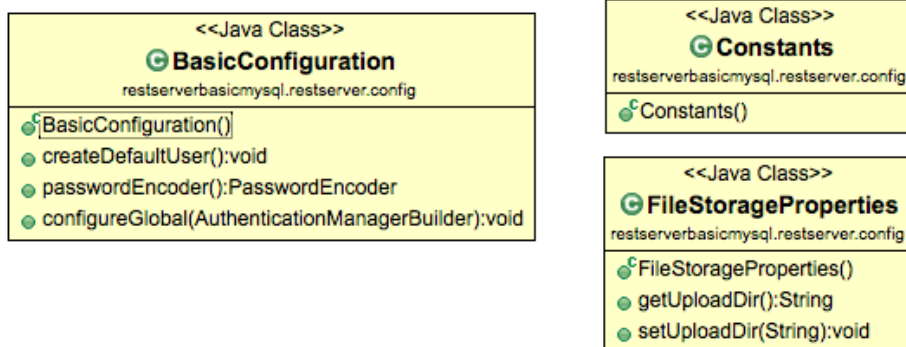 <<Java Class>>
BasicConfiguration
restserverbasicmysql.restserver.config
BasicConfiguration()
createDefaultUser():void
passwordEncoder():PasswordEncoder
configureGlobal(AuthenticationManagerBuilder):void
<<Java Class>>
Constants
restserverbasicmysql.restserver.config
Constants()
<<Java Class>>
FileStorageProperties
restserverbasicmysql.restserver.config
FileStorageProperties()
getUploadDir():String
setUploadDir(String):void